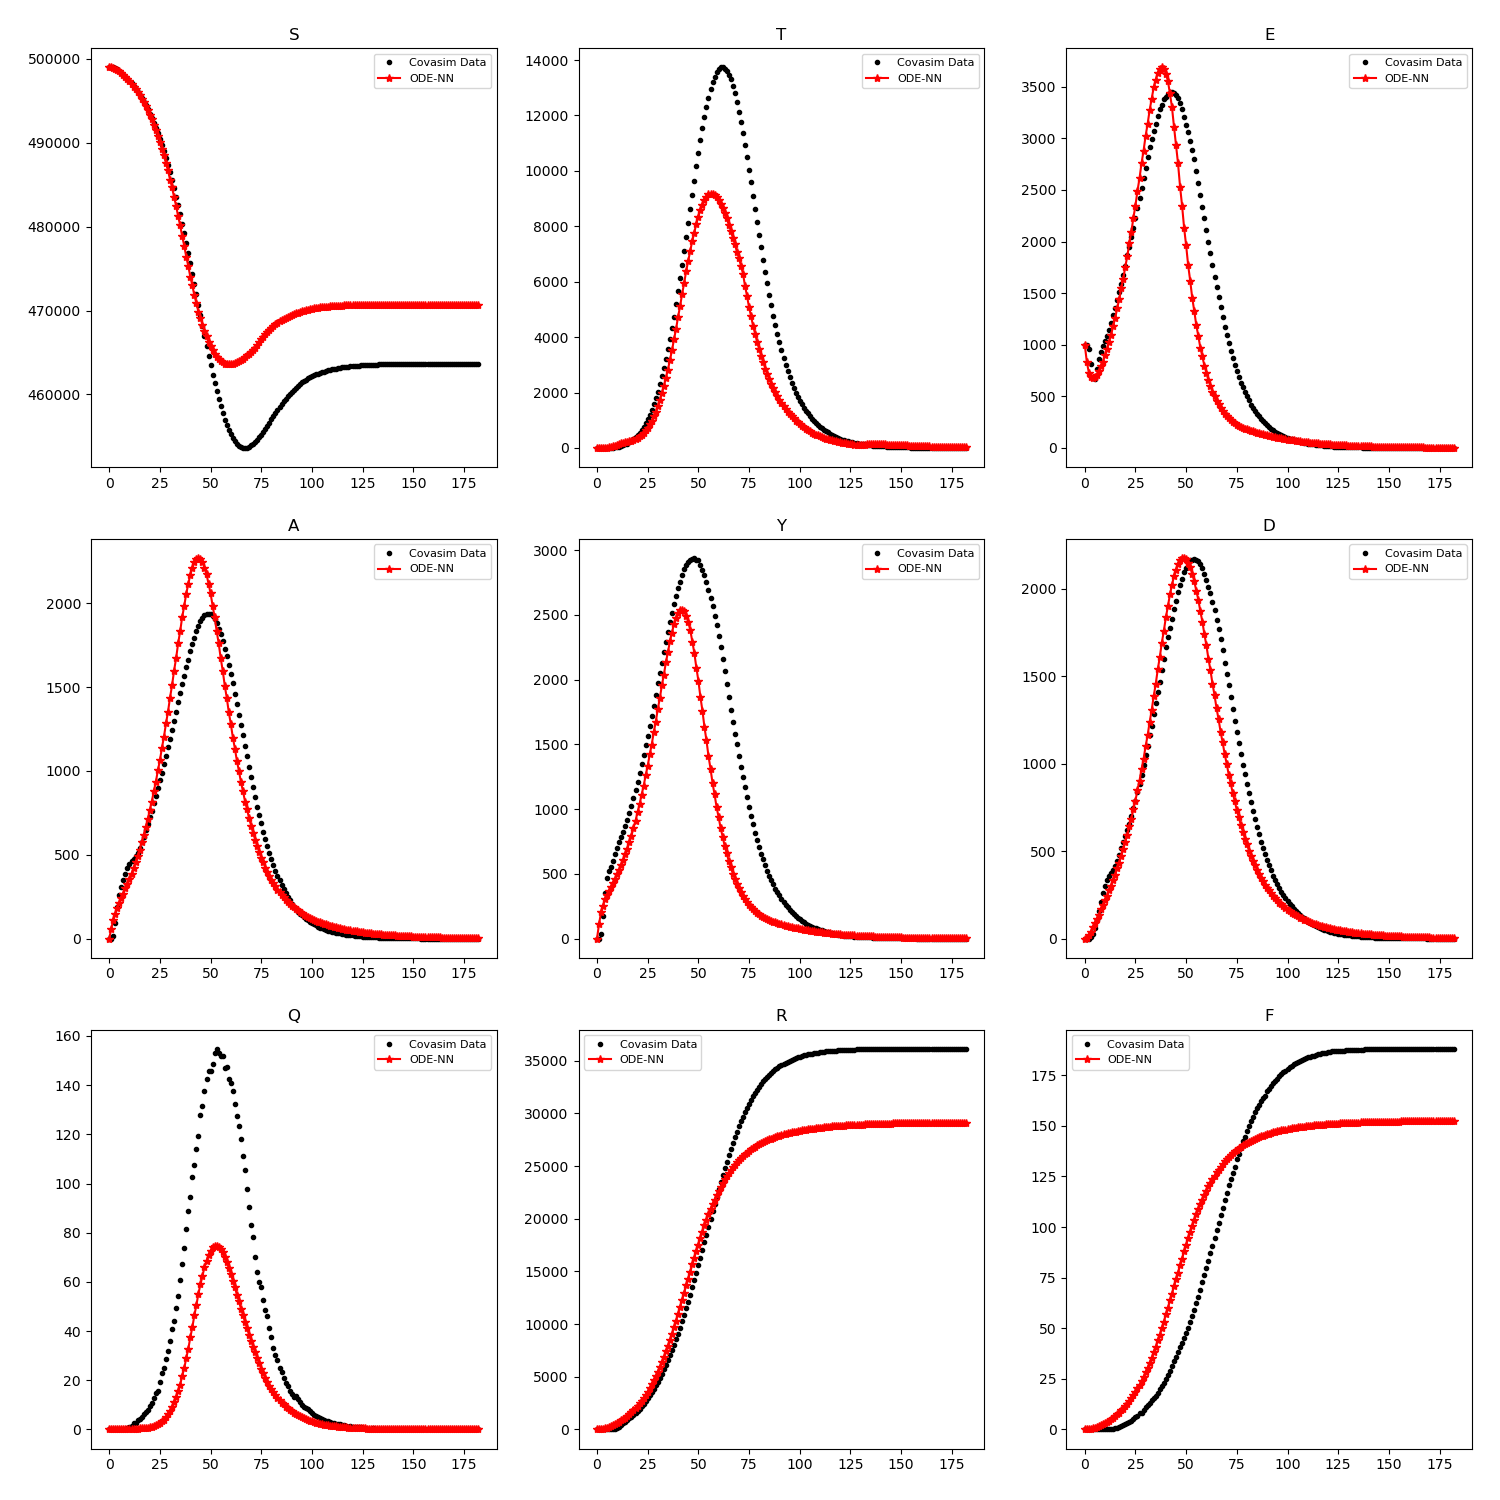 S
500000
490000
480000
470000
460000
0 25 50 75 100 125 150 175
Covasim Data
ODE-NN
T
14000
12000
10000
8000
6000
4000
2000
0
0 25 50 75 100 125 150 175
Covasim Data
ODE-NN
E
3500
3000
2500
2000
1500
1000
500
0
0 25 50 75 100 125 150 175
Covasim Data
ODE-NN
A
2000
1500
1000
500
0
0 25 50 75 100 125 150 175
Covasim Data
ODE-NN
Y
3000
2500
2000
1500
1000
500
0
0 25 50 75 100 125 150 175
Covasim Data
ODE-NN
D
2000
1500
1000
500
0
0 25 50 75 100 125 150 175
Covasim Data
ODE-NN
Q
160
140
120
100
80
60
40
20
0
0 25 50 75 100 125 150 175
Covasim Data
ODE-NN
R
35000
30000
25000
20000
15000
10000
5000
0
0 25 50 75 100 125 150 175
Covasim Data
ODE-NN
F
175
150
125
100
75
50
25
0
0 25 50 75 100 125 150 175
Covasim Data
ODE-NN